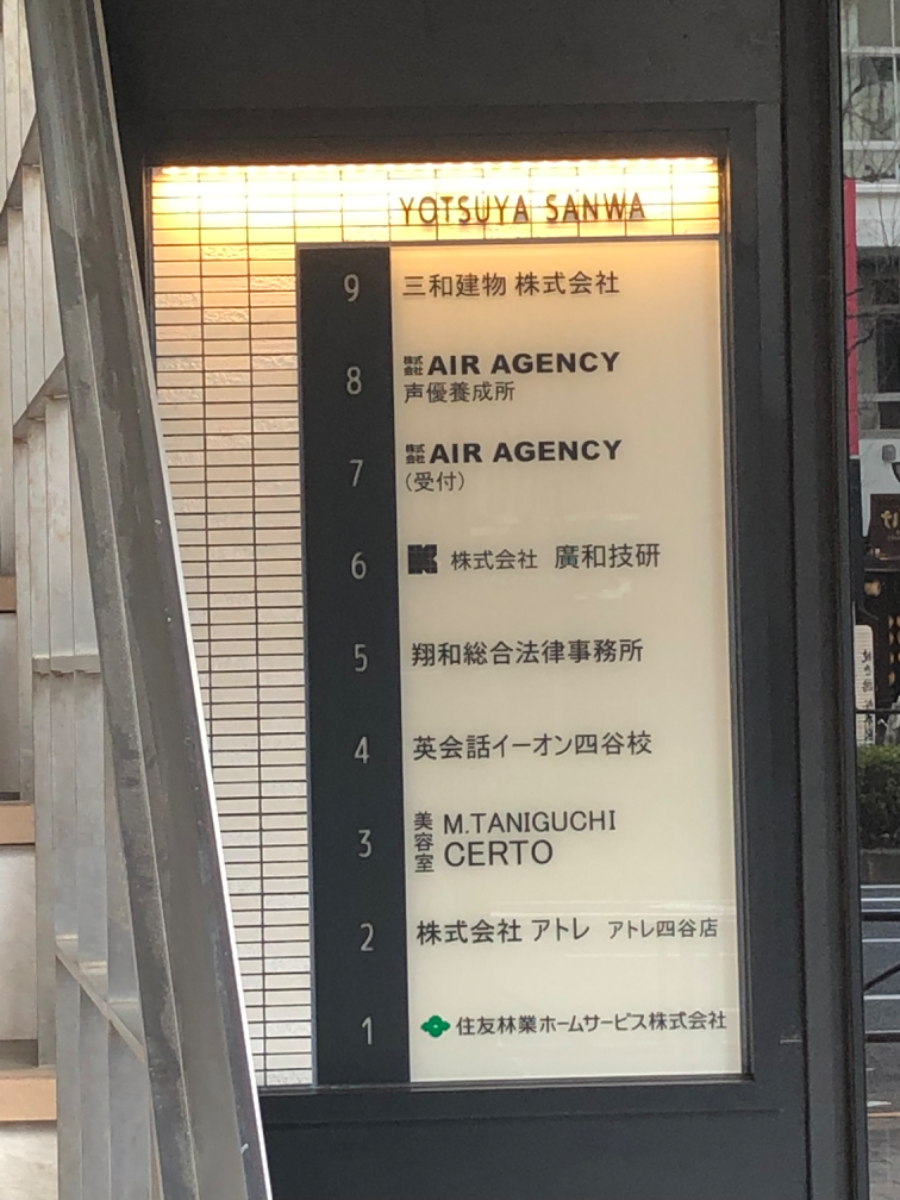 YOTSUYA SANWA
9 三和建物 株式会社
8 株式会社 AIR AGENCY
声優養成所
7 株式会社 AIR AGENCY
(受付)
6 株式会社 廣和技研
5 翔和総合法律事務所
4 英会話イーオン四谷校
3 美容室 M.TANIGUCHI
CERTO
2 株式会社 アトレ アトレ四谷店
1 住友林業ホームサービス株式会社